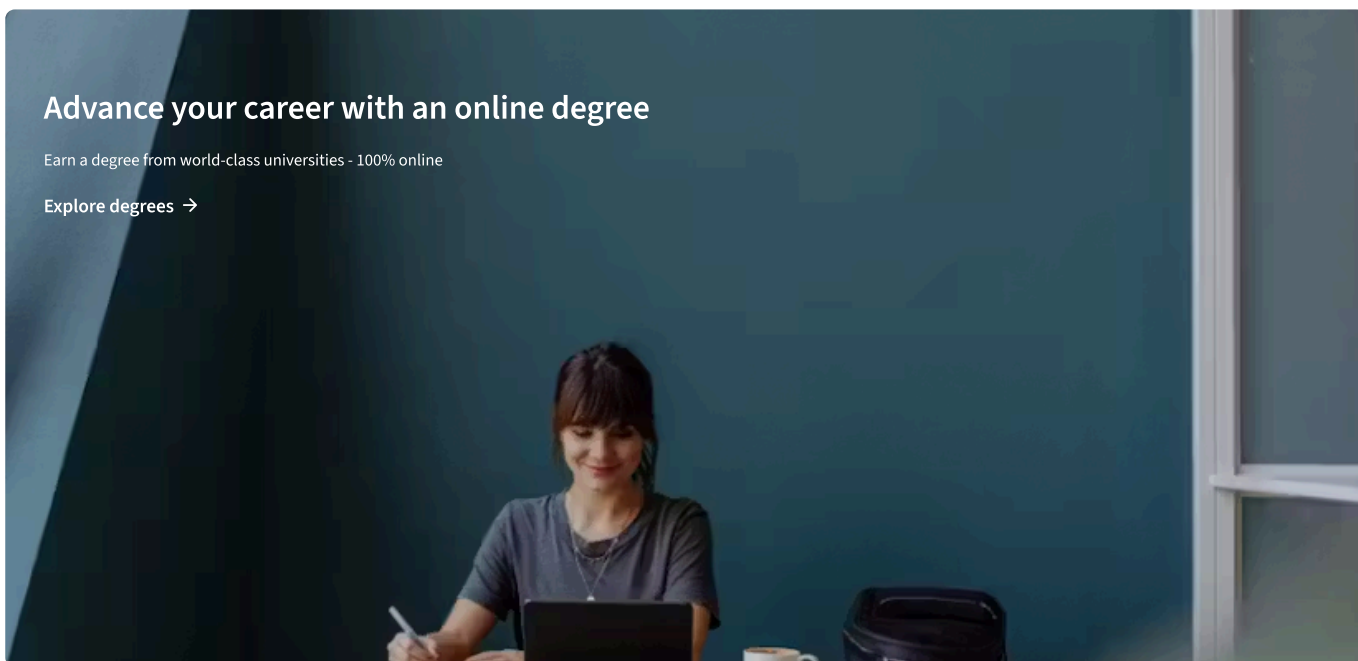 Advance your career with an online degree
Earn a degree from world-class universities - 100% online
Explore degrees →